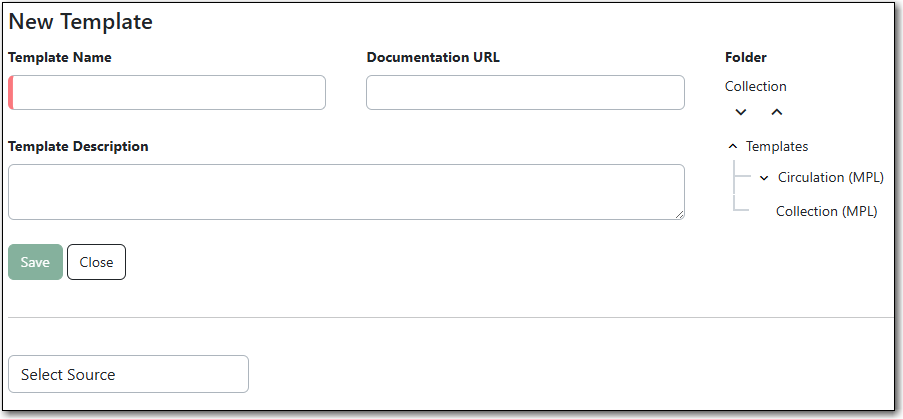 New Template
Template Name
Documentation URL
Folder
Collection
Template Description
Templates
Circulation (MPL)
Collection (MPL)
Save
Close
Select Source